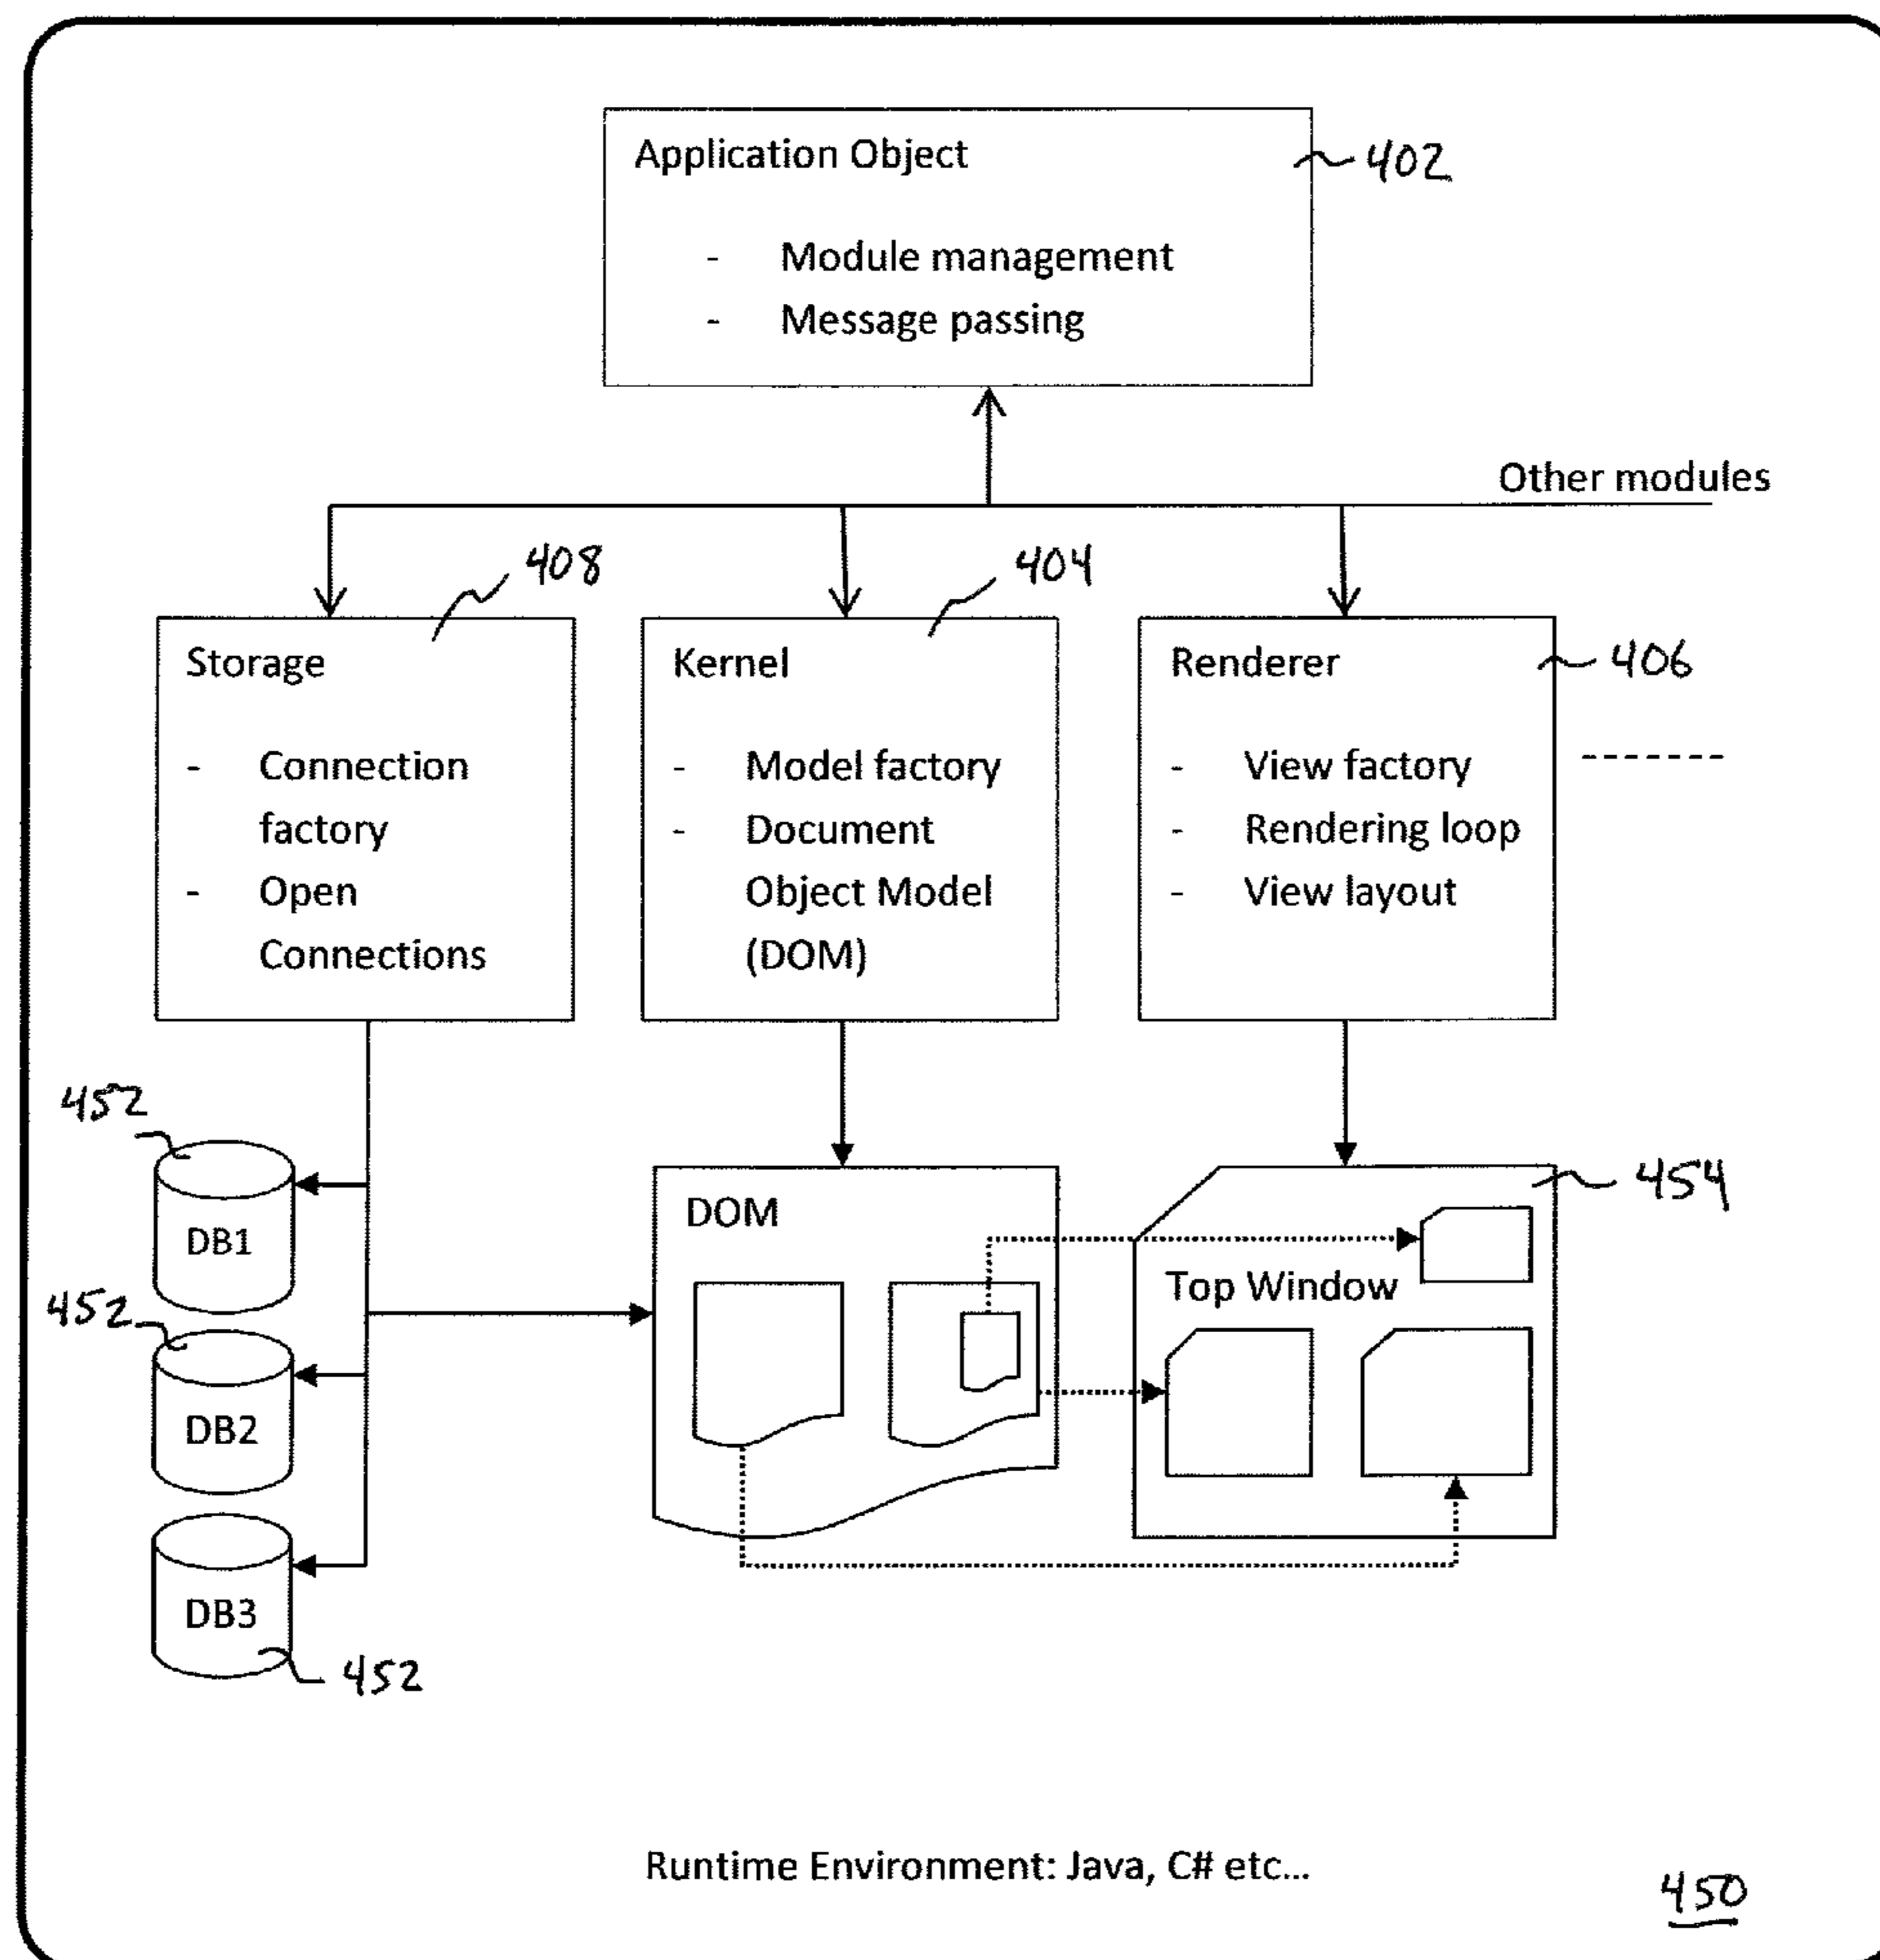 Application Object
402
- Module management
- Message passing
Other modules
408
404
Storage
- Connection
factory
- Open
Connections
Kernel
- Model factory
- Document
Object Model
(DOM)
Renderer
406
- View factory
- Rendering loop
- View layout
452
DB1
452
DB2
DB3
452
DOM
454
Top Window
Runtime Environment: Java, C# etc...
450